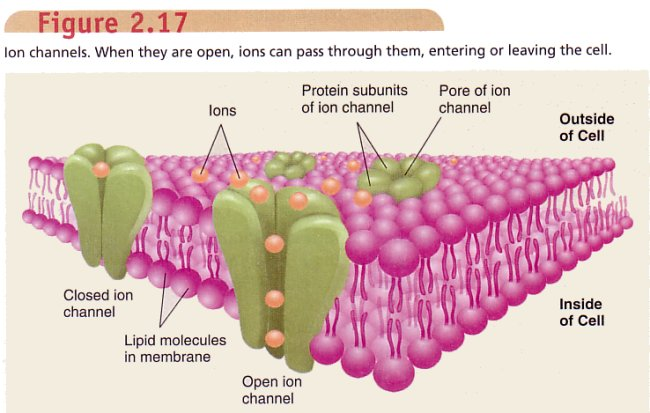 Figure 2.17
Ion channels. When they are open, ions can pass through them, entering or leaving the cell.
Ions
Protein subunits
of ion channel
Pore of ion
channel
Outside
of Cell
Closed ion
channel
Lipid molecules
in membrane
Open ion
channel
Inside
of Cell